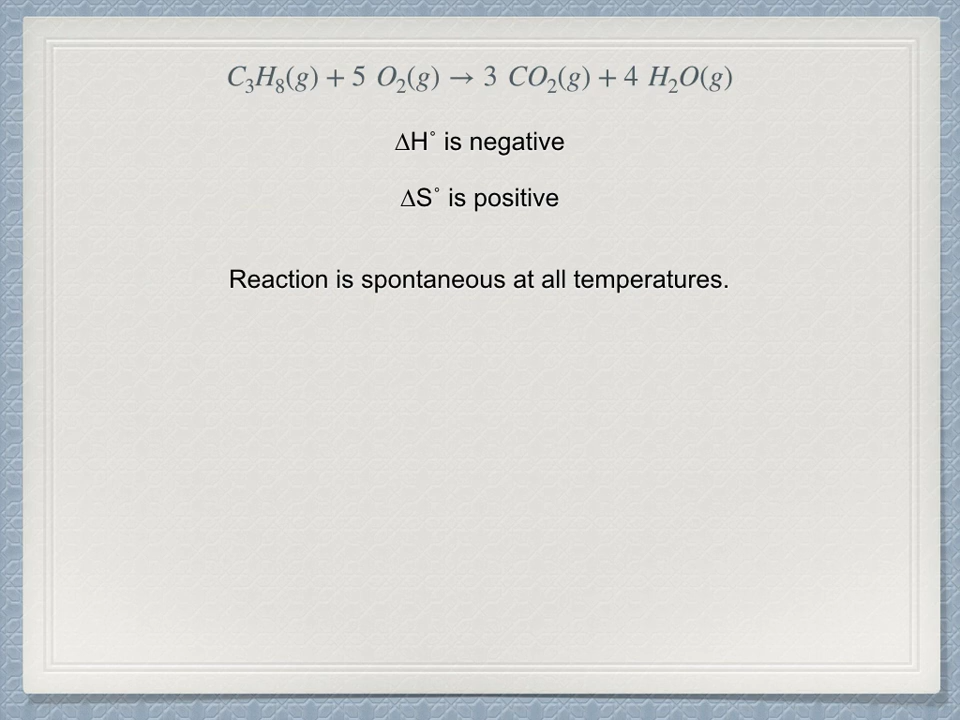 C₃H₈(g) + 5 O₂(g) → 3 CO₂(g) + 4 H₂O(g)
∆H˚ is negative
∆S˚ is positive
Reaction is spontaneous at all temperatures.